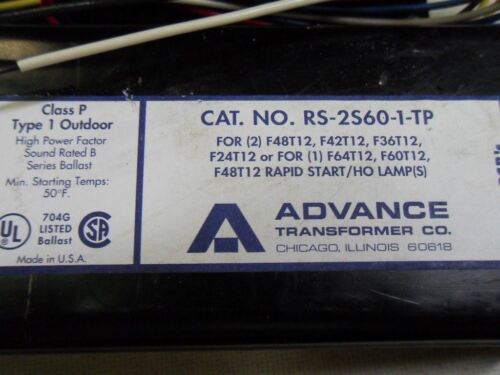 Class P
Type 1 Outdoor
High Power Factor
Sound Rated B
Series Ballast
Min. Starting Temps:
50°F.
UL
704G
LISTED
Ballast
SA
Made in U.S.A.
CAT. NO. RS-2S60-1-TP
FOR (2) F48T12, F42T12, F36T12,
F24T12 or FOR (1) F64T12, F60T12,
F48T12 RAPID START/HO LAMP(S)
ADVANCE
TRANSFORMER CO.
CHICAGO, ILLINOIS 60618